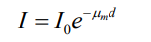 I = I₀e^{-μ_m d}